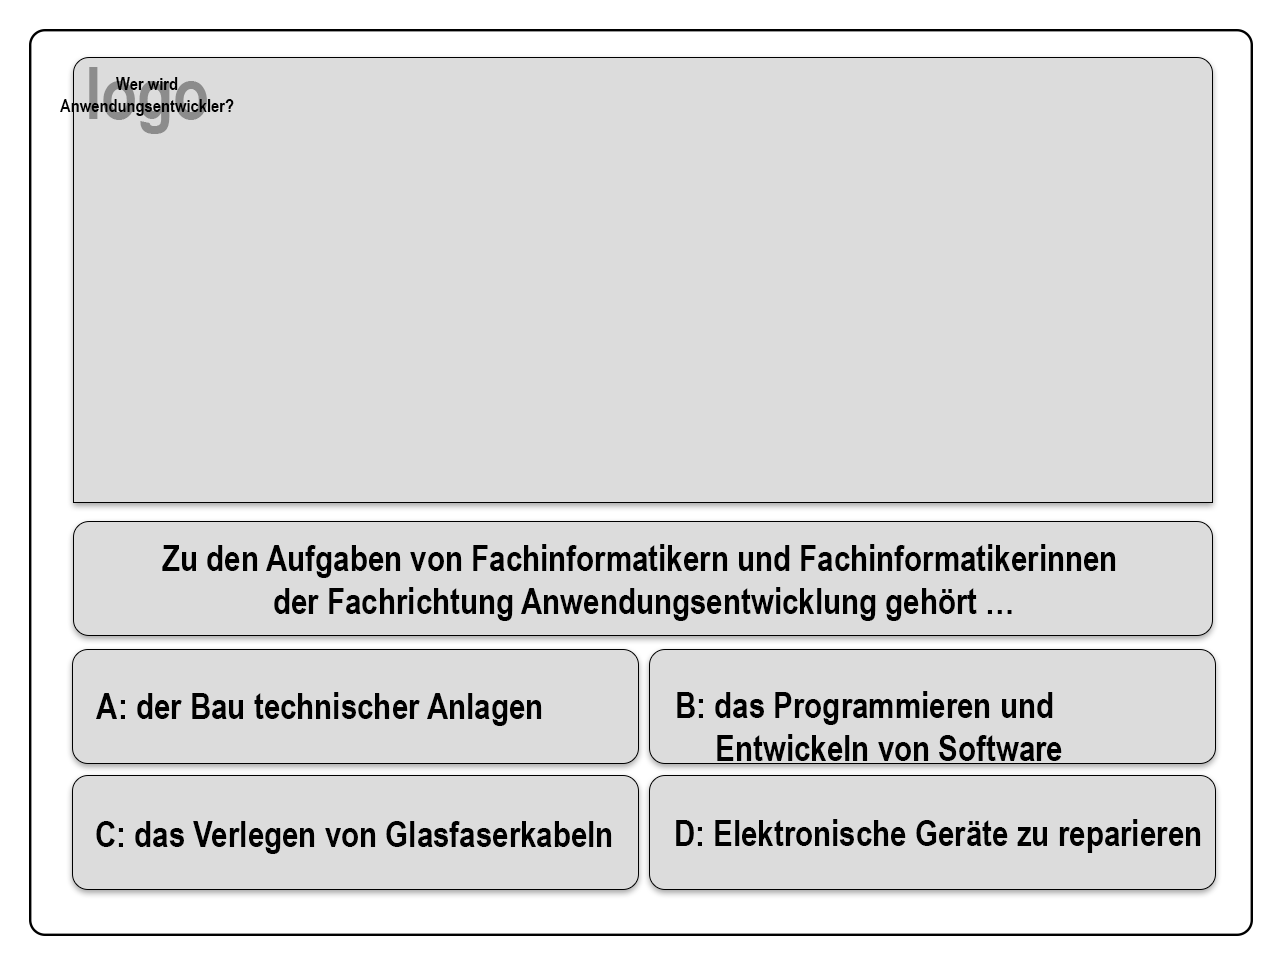 logo
Wer wird
Anwendungsentwickler?
Zu den Aufgaben von Fachinformatikern und Fachinformatikerinnen
der Fachrichtung Anwendungsentwicklung gehört …
A: der Bau technischer Anlagen
B: das Programmieren und
Entwickeln von Software
C: das Verlegen von Glasfaserkabeln
D: Elektronische Geräte zu reparieren